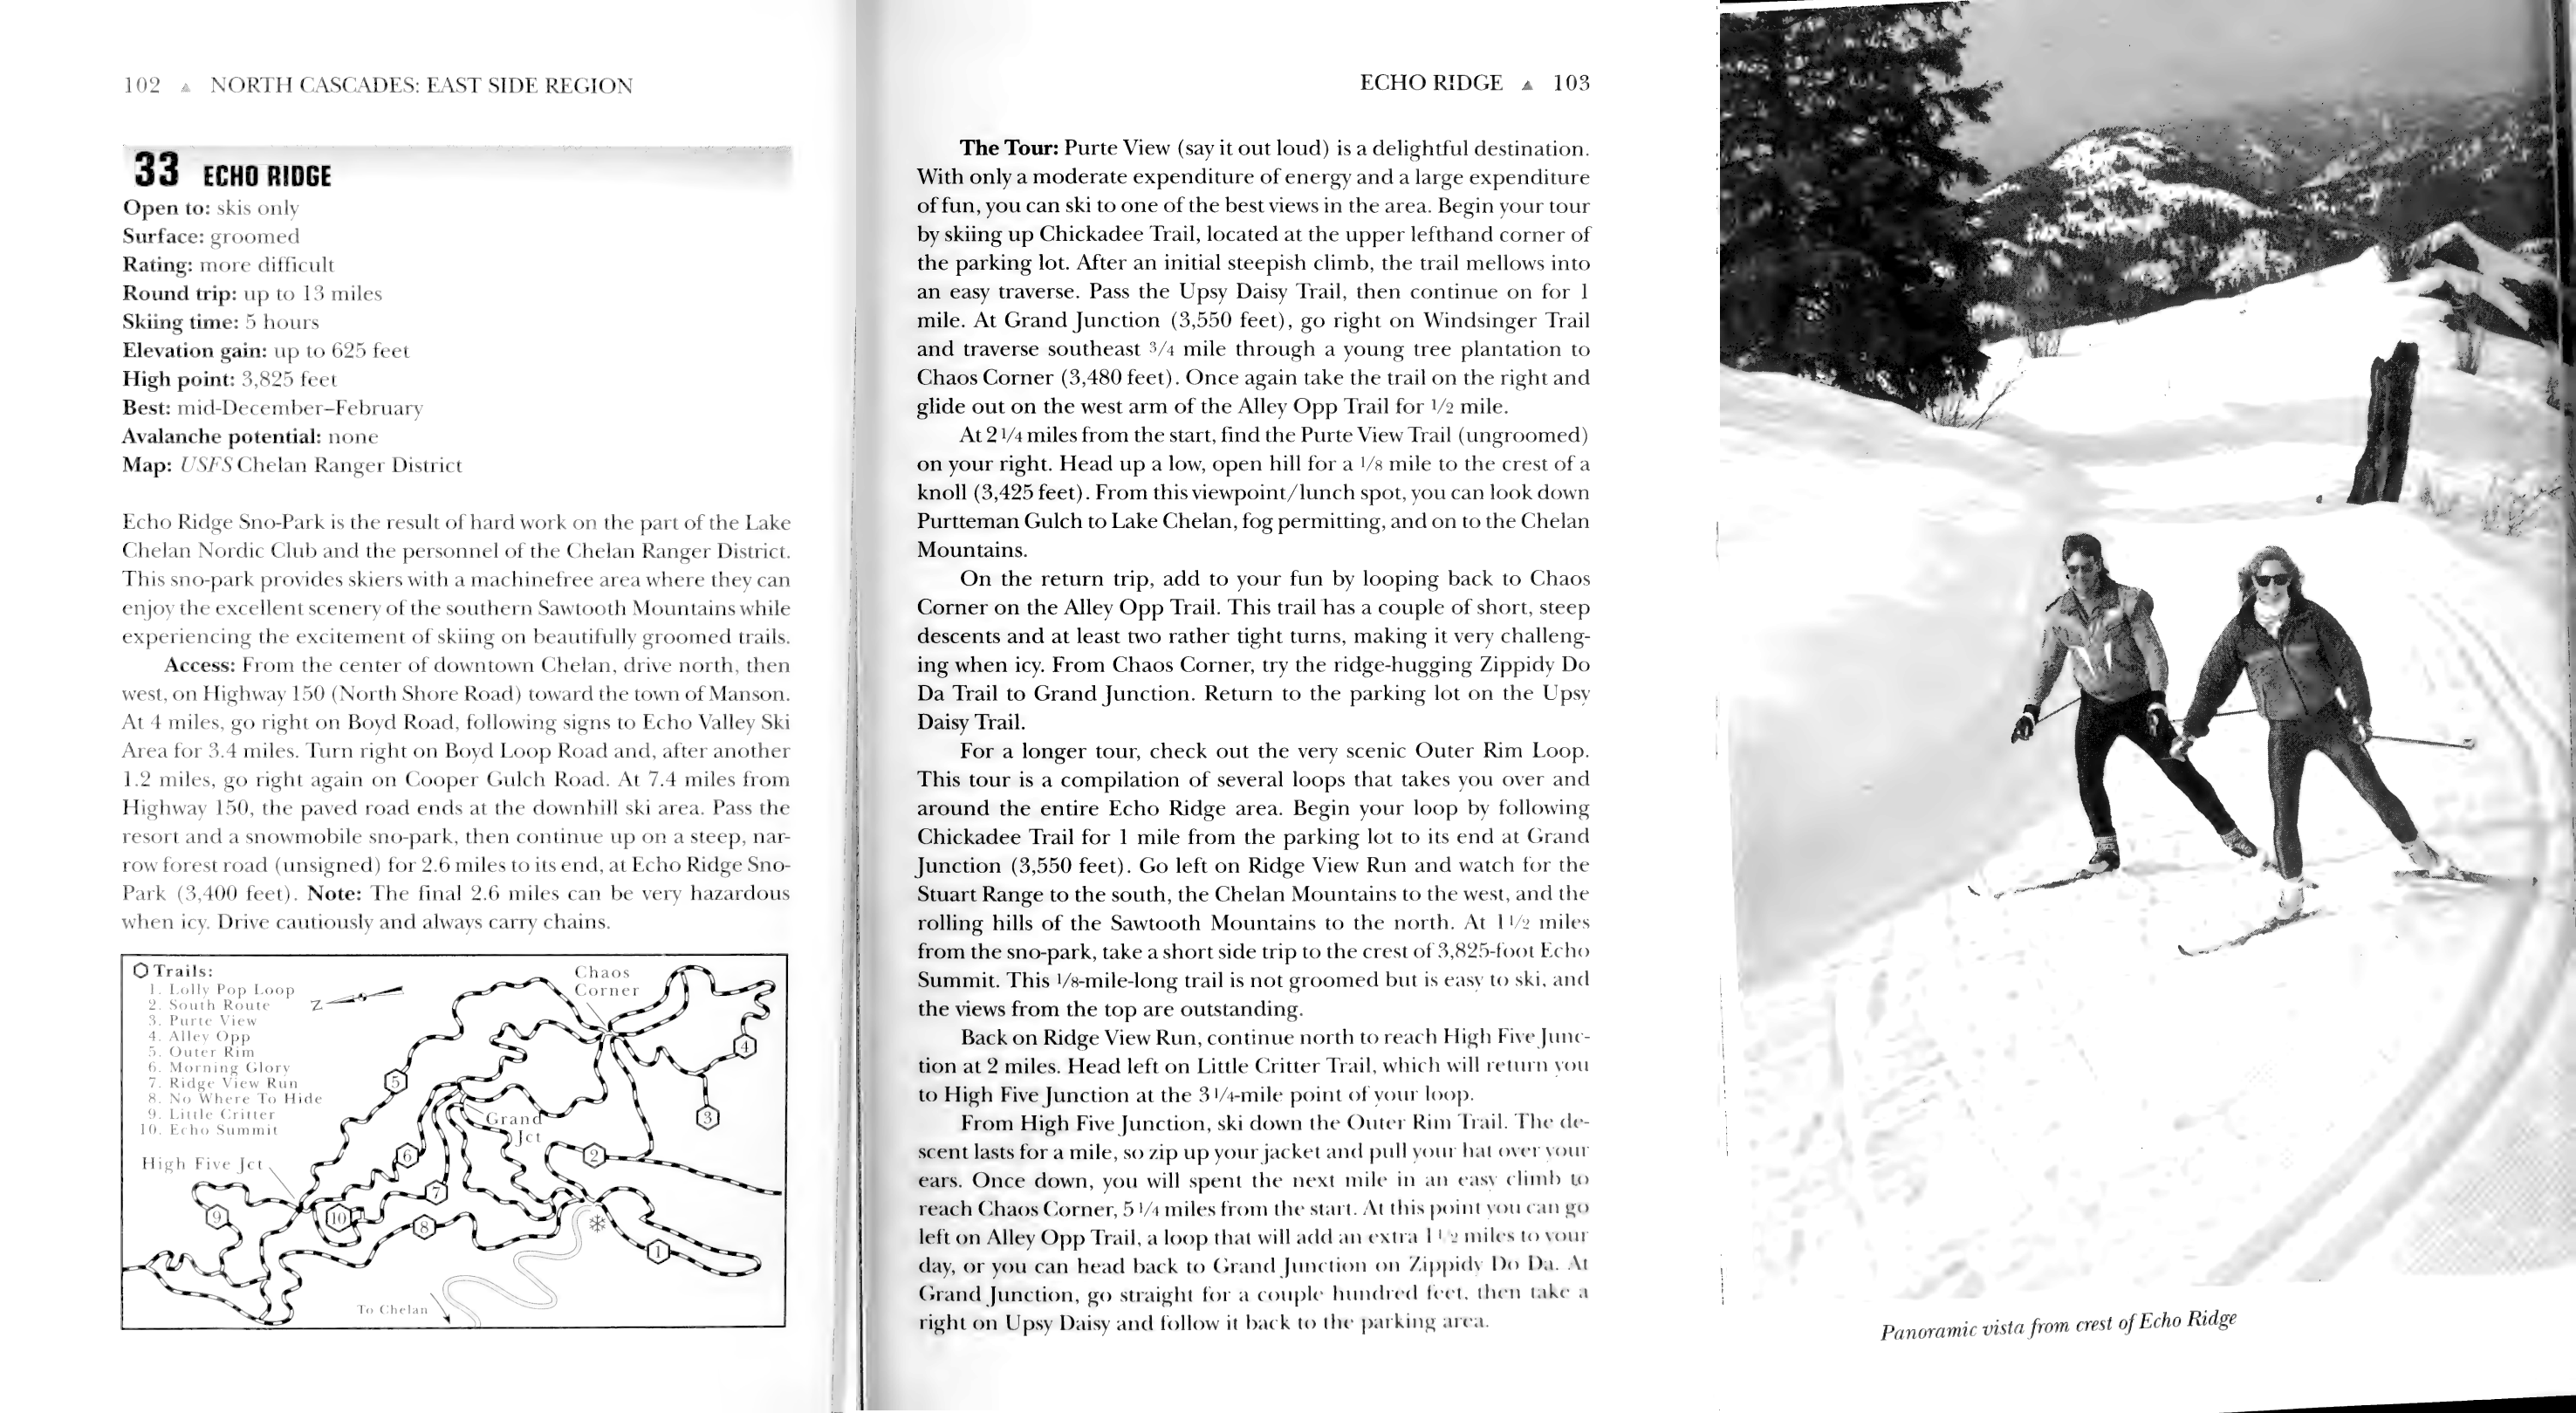 102 ▲ NORTH CASCADES: EAST SIDE REGION
33 ECHO RIDGE
Open to: skis only
Surface: groomed
Rating: more difficult
Round trip: up to 13 miles
Skiing time: 5 hours
Elevation gain: up to 625 feet
High point: 3,825 feet
Best: mid-December–February
Avalanche potential: none
Map: USFS Chelan Ranger District
Echo Ridge Sno-Park is the result of hard work on the part of the Lake
Chelan Nordic Club and the personnel of the Chelan Ranger District.
This sno-park provides skiers with a machinefree area where they can
enjoy the excellent scenery of the southern Sawtooth Mountains while
experiencing the excitement of skiing on beautifully groomed trails.
Access: From the center of downtown Chelan, drive north, then
west, on Highway 150 (North Shore Road) toward the town of Manson.
At 4 miles, go right on Boyd Road, following signs to Echo Valley Ski
Area for 3.4 miles. Turn right on Boyd Loop Road and, after another
1.2 miles, go right again on Cooper Gulch Road. At 7.4 miles from
Highway 150, the paved road ends at the downhill ski area. Pass the
resort and a snowmobile sno-park, then continue up on a steep, nar-
row forest road (unsigned) for 2.6 miles to its end, at Echo Ridge Sno-
Park (3,400 feet). Note: The final 2.6 miles can be very hazardous
when icy. Drive cautiously and always carry chains.
Trails:
1. Lolly Pop Loop
2. South Route
3. Purte View
4. Alley Opp
5. Outer Rim
6. Morning Glory
7. Ridge View Run
8. No Where To Hide
9. Little Critter
10. Echo Summit
Z
Chaos
Corner
4
5
3
Grand
Jct
6
2
High Five Jct
7
9
10
8
1
To Chelan
ECHO RIDGE ▲ 103
The Tour: Purte View (say it out loud) is a delightful destination.
With only a moderate expenditure of energy and a large expenditure
of fun, you can ski to one of the best views in the area. Begin your tour
by skiing up Chickadee Trail, located at the upper lefthand corner of
the parking lot. After an initial steepish climb, the trail mellows into
an easy traverse. Pass the Upsy Daisy Trail, then continue on for 1
mile. At Grand Junction (3,550 feet), go right on Windsinger Trail
and traverse southeast 3/4 mile through a young tree plantation to
Chaos Corner (3,480 feet). Once again take the trail on the right and
glide out on the west arm of the Alley Opp Trail for 1/2 mile.
At 2 1/4 miles from the start, find the Purte View Trail (ungroomed)
on your right. Head up a low, open hill for a 1/8 mile to the crest of a
knoll (3,425 feet). From this viewpoint/lunch spot, you can look down
Purtteman Gulch to Lake Chelan, fog permitting, and on to the Chelan
Mountains.
On the return trip, add to your fun by looping back to Chaos
Corner on the Alley Opp Trail. This trail has a couple of short, steep
descents and at least two rather tight turns, making it very challeng-
ing when icy. From Chaos Corner, try the ridge-hugging Zippidy Do
Da Trail to Grand Junction. Return to the parking lot on the Upsy
Daisy Trail.
For a longer tour, check out the very scenic Outer Rim Loop.
This tour is a compilation of several loops that takes you over and
around the entire Echo Ridge area. Begin your loop by following
Chickadee Trail for 1 mile from the parking lot to its end at Grand
Junction (3,550 feet). Go left on Ridge View Run and watch for the
Stuart Range to the south, the Chelan Mountains to the west, and the
rolling hills of the Sawtooth Mountains to the north. At 1 1/2 miles
from the sno-park, take a short side trip to the crest of 3,825-foot Echo
Summit. This 1/8-mile-long trail is not groomed but is easy to ski, and
the views from the top are outstanding.
Back on Ridge View Run, continue north to reach High Five Junc-
tion at 2 miles. Head left on Little Critter Trail, which will return you
to High Five Junction at the 3 1/4-mile point of your loop.
From High Five Junction, ski down the Outer Rim Trail. The de-
scent lasts for a mile, so zip up your jacket and pull your hat over your
ears. Once down, you will spent the next mile in an easy climb to
reach Chaos Corner, 5 1/4 miles from the start. At this point you can go
left on Alley Opp Trail, a loop that will add an extra 1 1/2 miles to your
day, or you can head back to Grand Junction on Zippidy Do Da. At
Grand Junction, go straight for a couple hundred feet, then take a
right on Upsy Daisy and follow it back to the parking area.
Panoramic vista from crest of Echo Ridge